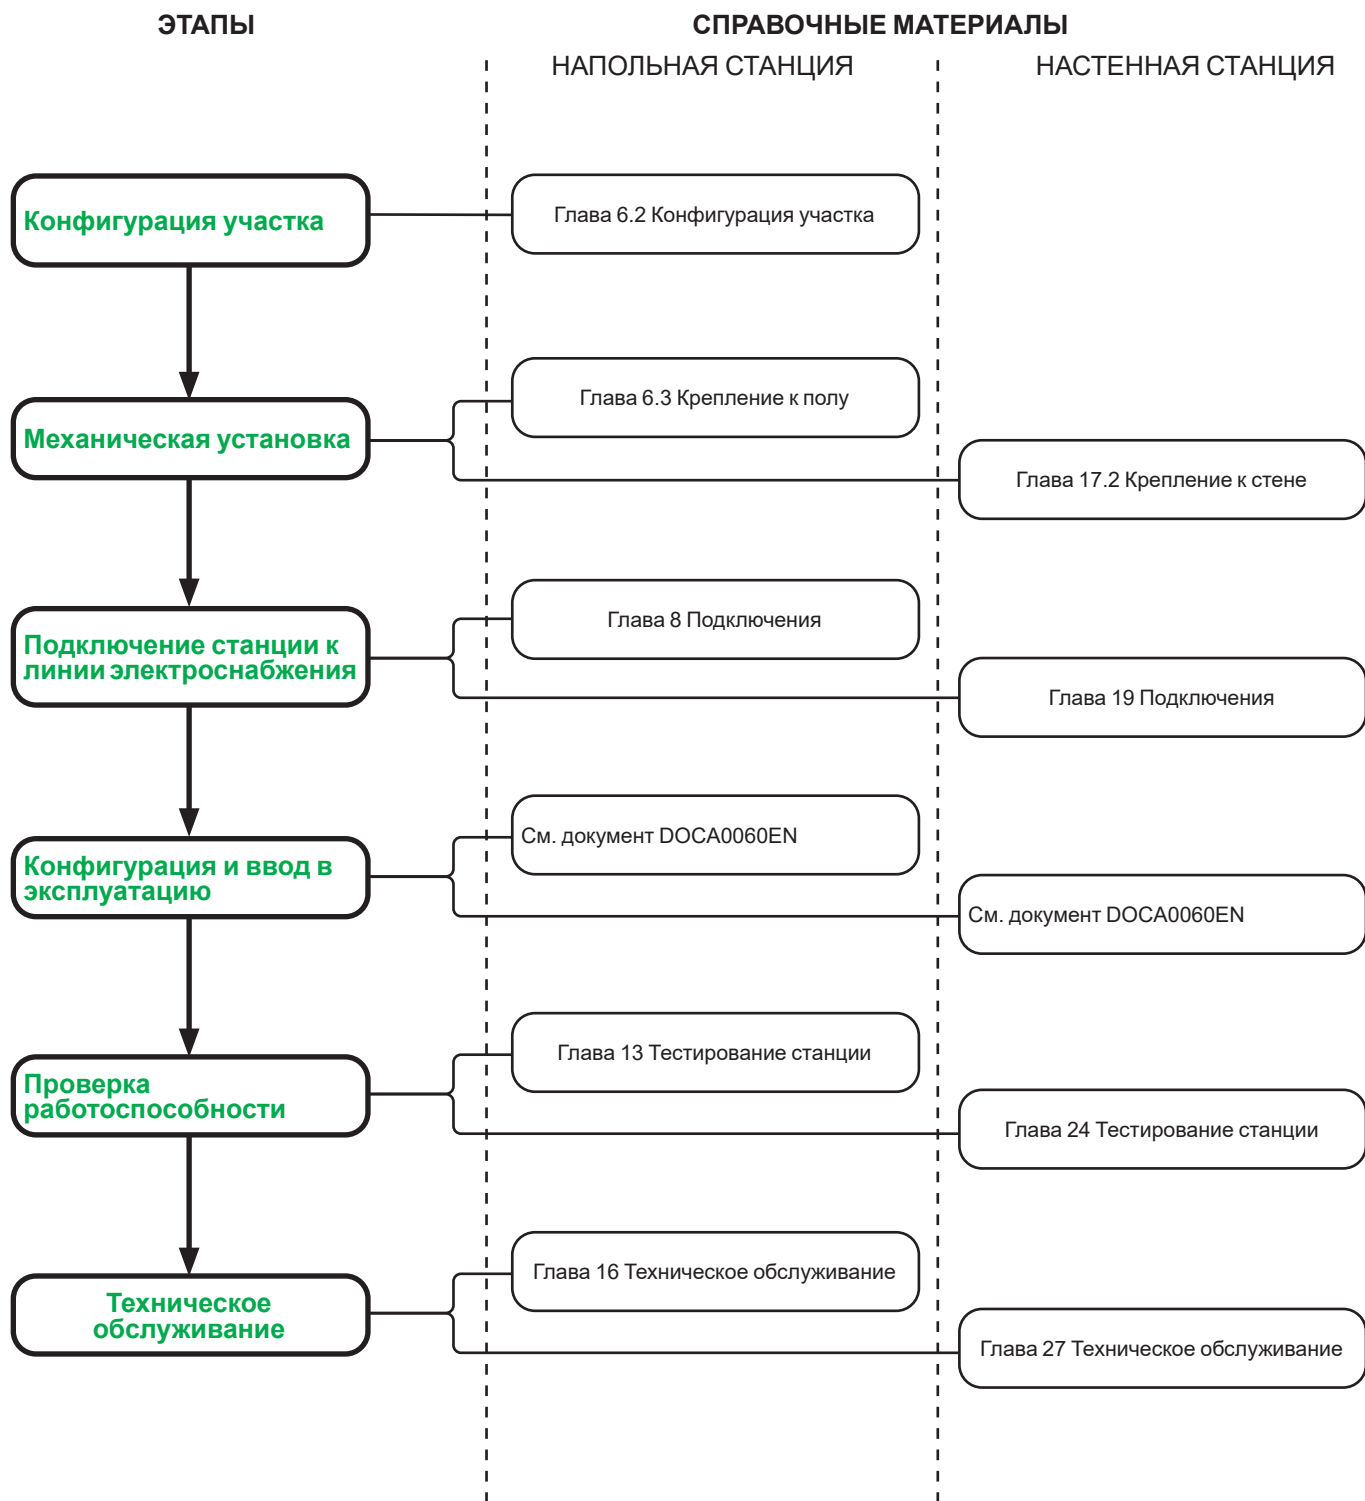 ЭТАПЫ
СПРАВОЧНЫЕ МАТЕРИАЛЫ
НАПОЛЬНАЯ СТАНЦИЯ
НАСТЕННАЯ СТАНЦИЯ
Конфигурация участка
Глава 6.2 Конфигурация участка
Механическая установка
Глава 6.3 Крепление к полу
Глава 17.2 Крепление к стене
Подключение станции к
линии электроснабжения
Глава 8 Подключения
Глава 19 Подключения
Конфигурация и ввод в
эксплуатацию
См. документ DOCA0060EN
См. документ DOCA0060EN
Проверка
работоспособности
Глава 13 Тестирование станции
Глава 24 Тестирование станции
Техническое
обслуживание
Глава 16 Техническое обслуживание
Глава 27 Техническое обслуживание